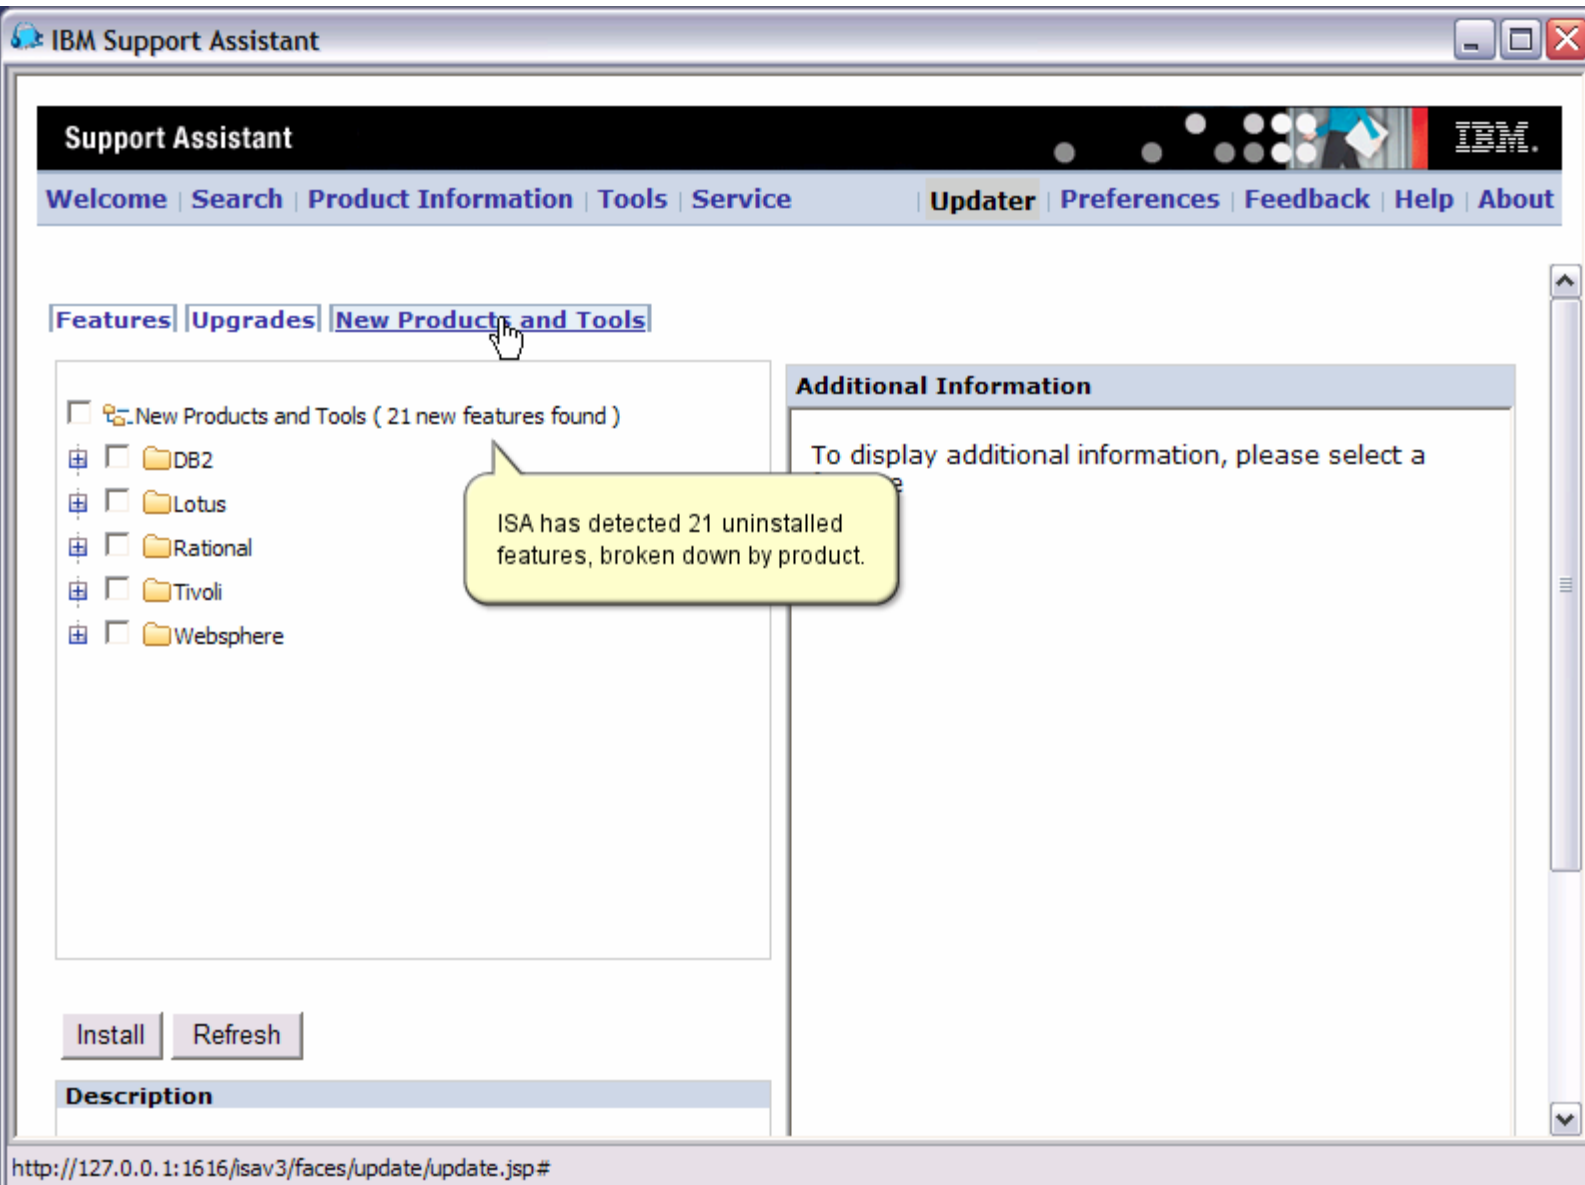 IBM Support Assistant
Support Assistant
IBM.
Welcome | Search | Product Information | Tools | Service | Updater | Preferences | Feedback | Help | About
Features Upgrades New Products and Tools
New Products and Tools ( 21 new features found )
DB2
Lotus
Rational
Tivoli
Websphere
ISA has detected 21 uninstalled
features, broken down by product.
Additional Information
To display additional information, please select a
Install Refresh
Description
http://127.0.0.1:1616/isav3/faces/update/update.jsp#